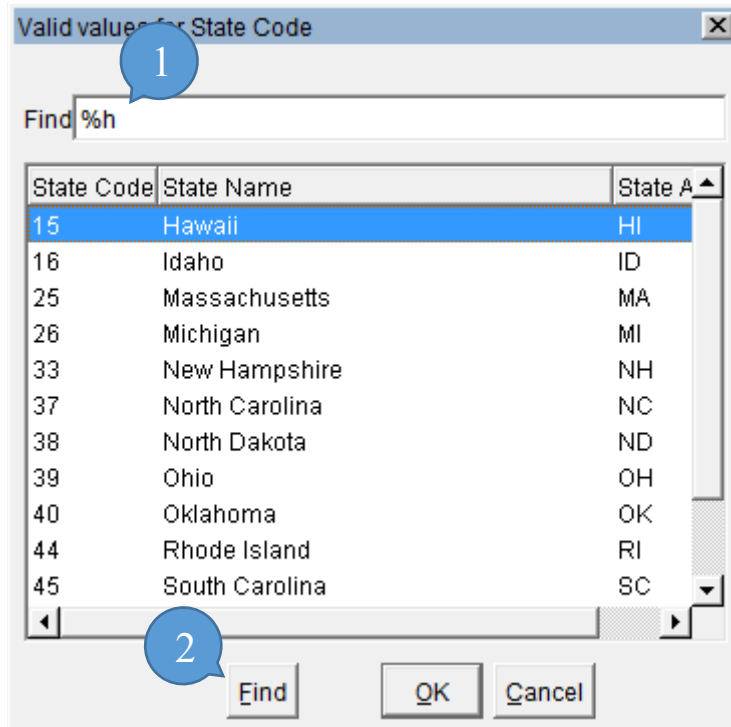 Valid values for State Code
1
Find %h
State Code State Name State A
15 Hawaii HI
16 Idaho ID
25 Massachusetts MA
26 Michigan MI
33 New Hampshire NH
37 North Carolina NC
38 North Dakota ND
39 Ohio OH
40 Oklahoma OK
44 Rhode Island RI
45 South Carolina SC
2
Find OK Cancel